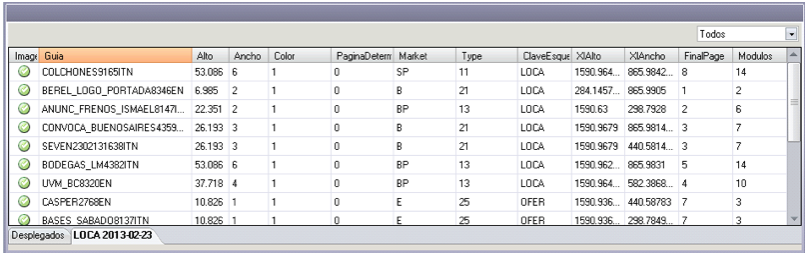 Todos
Image Guia Alto Ancho Color PaginaDeterm Market Type ClaveEsque XlAlto XlAncho FinalPage Modulos
COLCHONES9165ITN 53.086 6 1 0 SP 11 LOCA 1590.964... 865.9842... 8 14
BEREL_LOGO_PORTADA8346EN 6.985 2 1 0 B 21 LOCA 284.1457... 865.9905 1 2
ANUNC_FRENOS_ISMAEL8147I... 22.351 2 1 0 BP 13 LOCA 1590.63 298.7928 2 6
CONVOCA_BUENOSAIRES4359... 26.193 3 1 0 B 21 LOCA 1590.9679 865.9814... 3 7
SEVEN2302131638ITN 26.193 3 1 0 B 21 LOCA 1590.9679 440.5814... 3 7
BODEGAS_LM4382ITN 53.086 6 1 0 BP 13 LOCA 1590.962... 865.9831 5 14
UVM_BC8320EN 37.718 4 1 0 BP 13 LOCA 1590.964... 582.3868... 4 10
CASPER2768EN 10.826 1 1 0 E 25 OFER 1590.936... 440.58783 7 3
BASES_SABADO8137ITN 10.826 1 1 0 E 25 OFER 1590.936... 298.7849... 7 3
Desplegados LOCA 2013-02-23